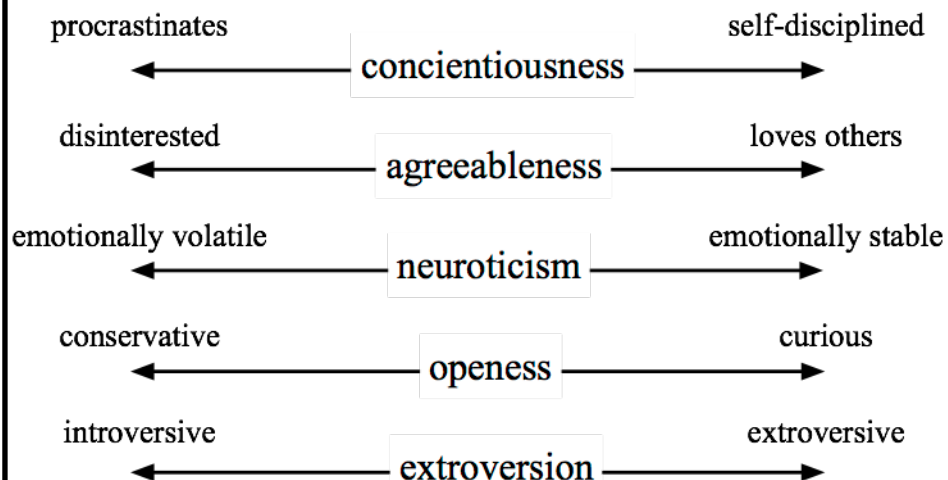 procrastinates self-disciplined
concientiousness
disinterested loves others
agreeableness
emotionally volatile emotionally stable
neuroticism
conservative curious
openess
introversive extroversive
extroversion